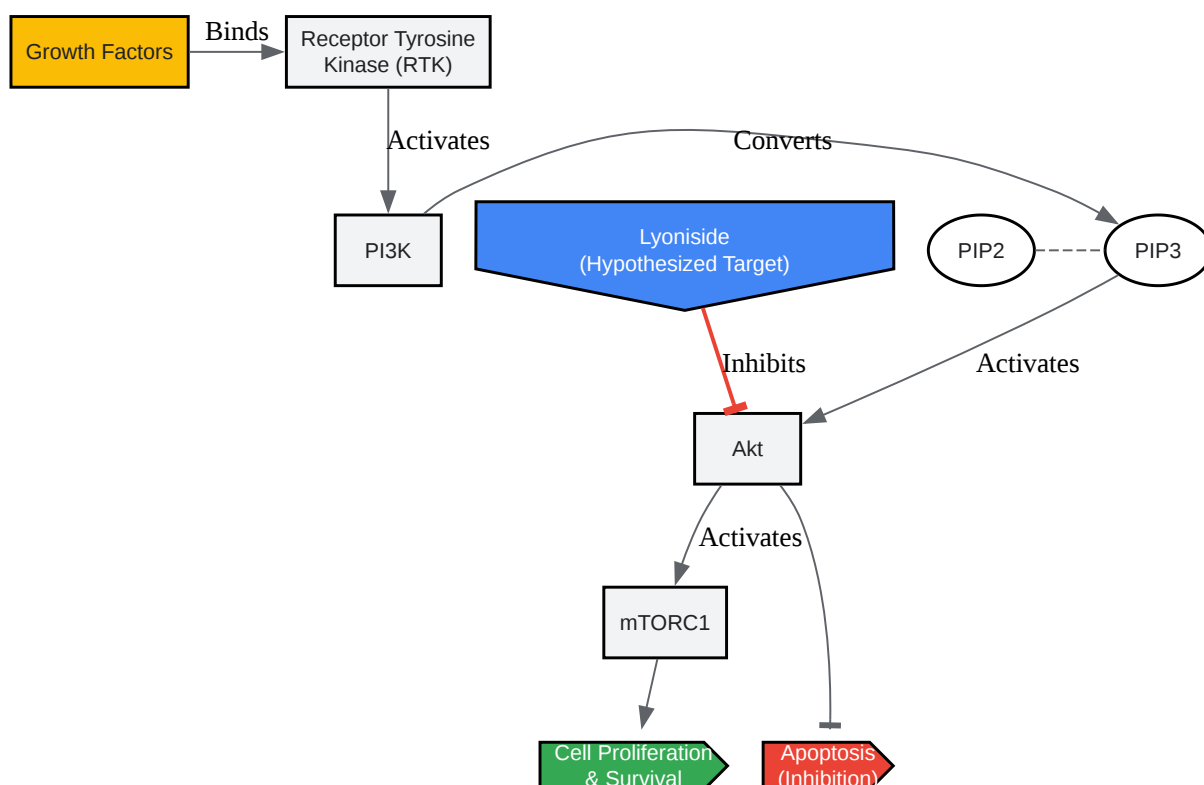 Growth Factors
Binds
Receptor Tyrosine
Kinase (RTK)
Activates
Converts
PI3K
Lyoniside
(Hypothesized Target)
PIP2
PIP3
Inhibits
Activates
Akt
Activates
mTORC1
Cell Proliferation
& Survival
Apoptosis
(Inhibition)